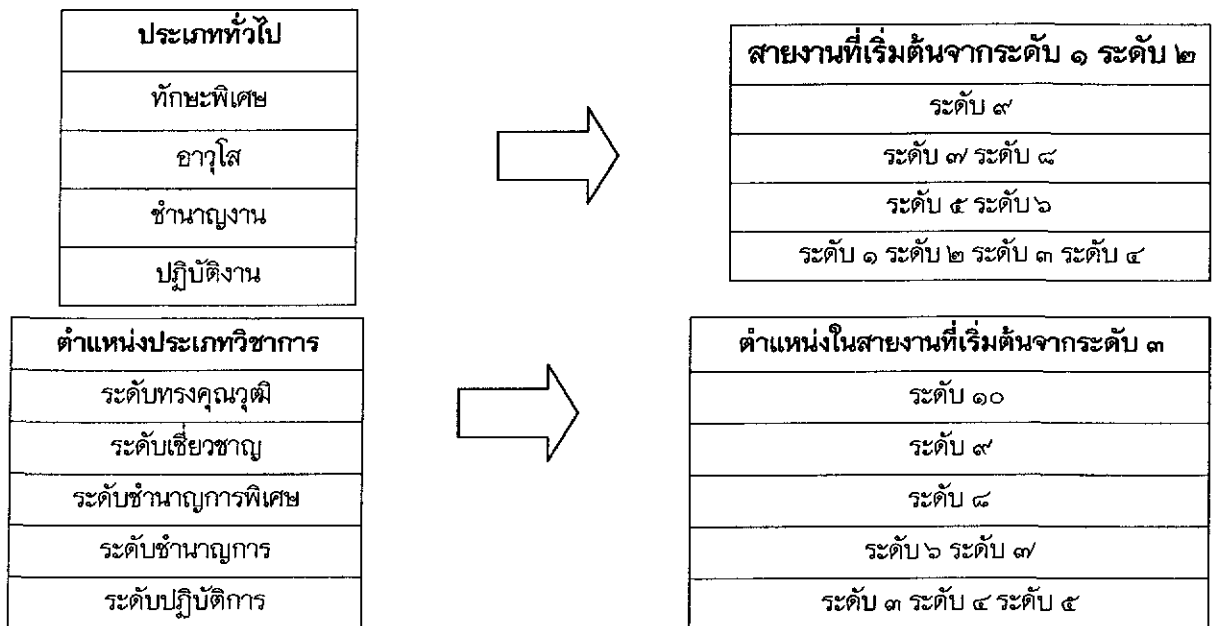 ประเภททั่วไป
ทักษะพิเศษ
อาวุโส
ชำนาญงาน
ปฏิบัติงาน
สายงานที่เริ่มต้นจากระดับ ๑ ระดับ ๒
ระดับ ๙
ระดับ ๗ ระดับ ๘
ระดับ ๕ ระดับ ๖
ระดับ ๑ ระดับ ๒ ระดับ ๓ ระดับ ๔
ตำแหน่งประเภทวิชาการ
ระดับทรงคุณวุฒิ
ระดับเชี่ยวชาญ
ระดับชำนาญการพิเศษ
ระดับชำนาญการ
ระดับปฏิบัติการ
ตำแหน่งในสายงานที่เริ่มต้นจากระดับ ๓
ระดับ ๑๐
ระดับ ๙
ระดับ ๘
ระดับ ๖ ระดับ ๗
ระดับ ๓ ระดับ ๔ ระดับ ๕